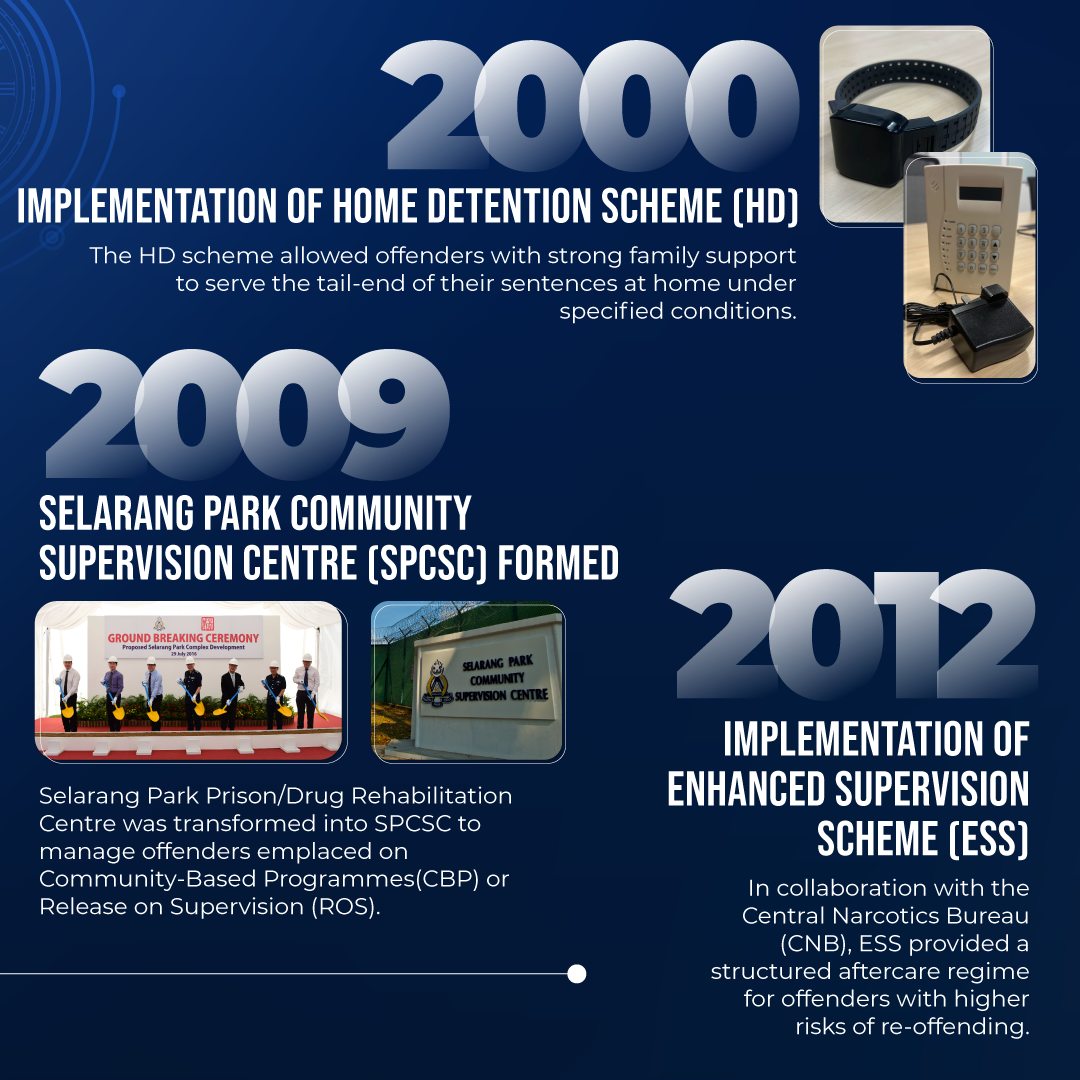 2000
IMPLEMENTATION OF HOME DETENTION SCHEME (HD)
The HD scheme allowed offenders with strong family support
to serve the tail-end of their sentences at home under
specified conditions.
2009
SELARANG PARK COMMUNITY
SUPERVISION CENTRE (SPCSC) FORMED
GROUND BREAKING CEREMONY
Proposed Selarang Park Complex Development
29 July 2016
SELARANG PARK
COMMUNITY
SUPERVISION CENTRE
Selarang Park Prison/Drug Rehabilitation
Centre was transformed into SPCSC to
manage offenders emplaced on
Community-Based Programmes(CBP) or
Release on Supervision (ROS).
2012
IMPLEMENTATION OF
ENHANCED SUPERVISION
SCHEME (ESS)
In collaboration with the
Central Narcotics Bureau
(CNB), ESS provided a
structured aftercare regime
for offenders with higher
risks of re-offending.